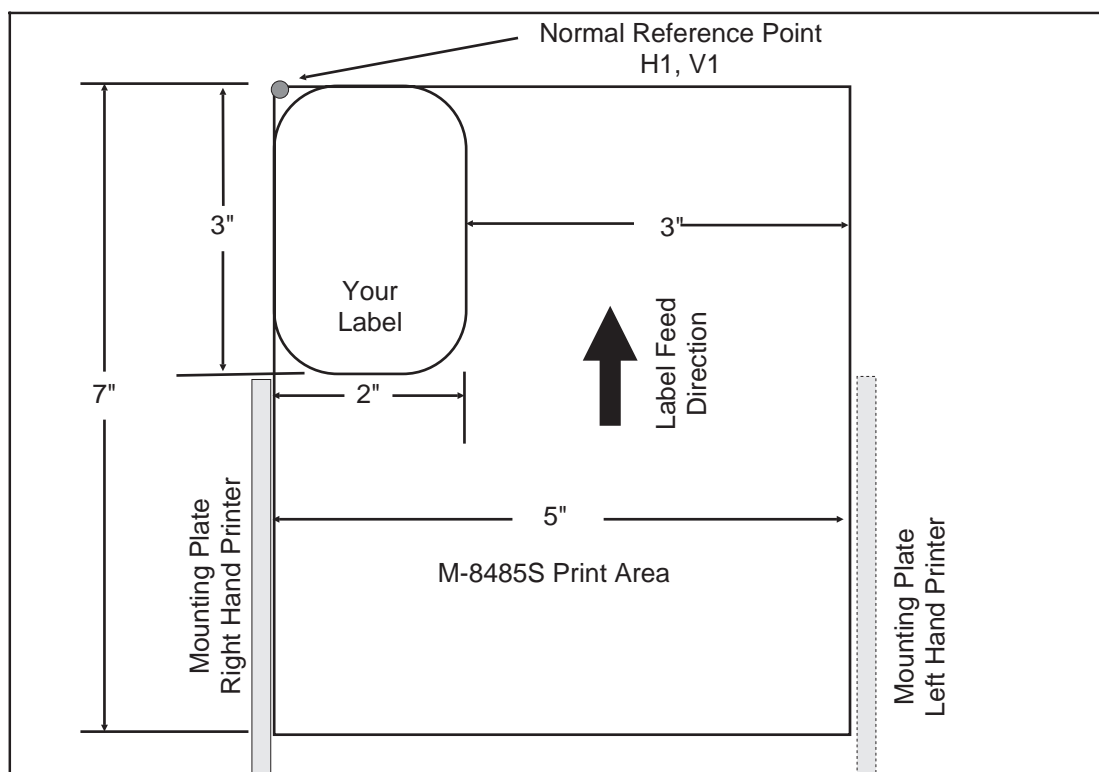 Normal Reference Point
H1, V1
3"
3"
Your
Label
Label Feed
Direction
7"
2"
Mounting Plate
Right Hand Printer
5"
Mounting Plate
Left Hand Printer
M-8485S Print Area